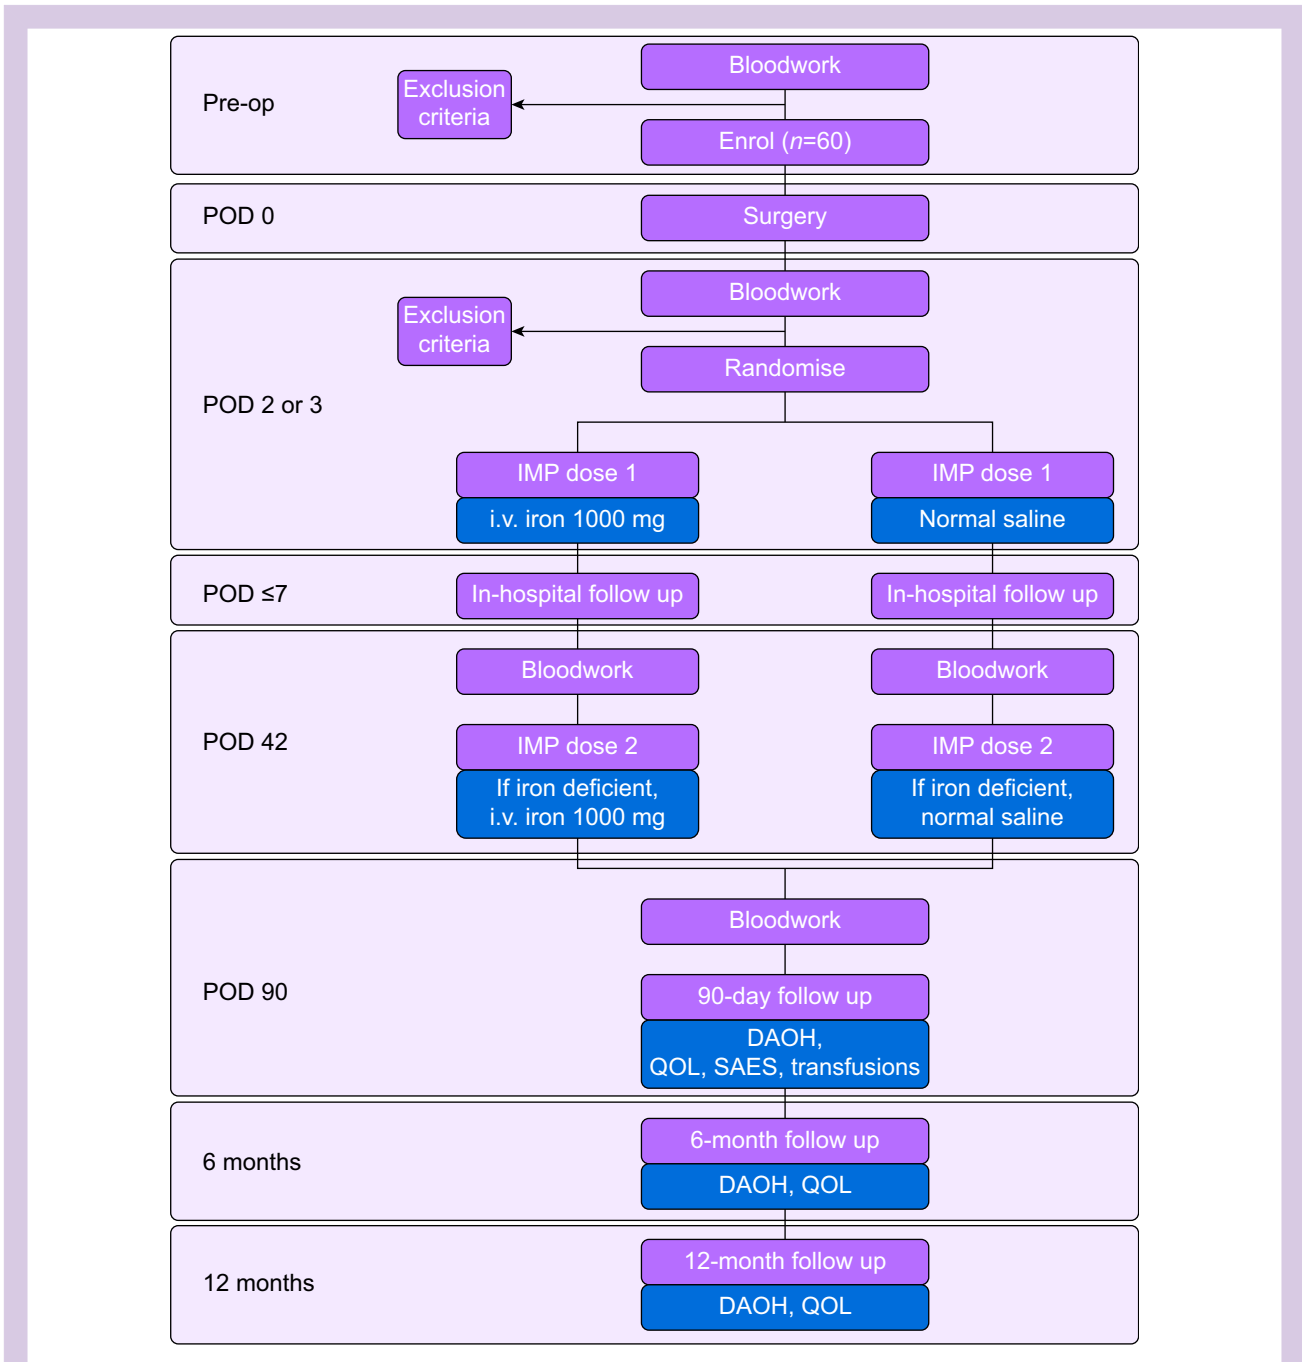 Pre-op
Bloodwork
Exclusion
criteria
Enrol (n=60)
POD 0
Surgery
POD 2 or 3
Bloodwork
Exclusion
criteria
Randomise
IMP dose 1
i.v. iron 1000 mg
IMP dose 1
Normal saline
POD ≤7
In-hospital follow up
In-hospital follow up
POD 42
Bloodwork
Bloodwork
IMP dose 2
If iron deficient,
i.v. iron 1000 mg
IMP dose 2
If iron deficient,
normal saline
POD 90
Bloodwork
90-day follow up
DAOH,
QOL, SAES, transfusions
6 months
6-month follow up
DAOH, QOL
12 months
12-month follow up
DAOH, QOL